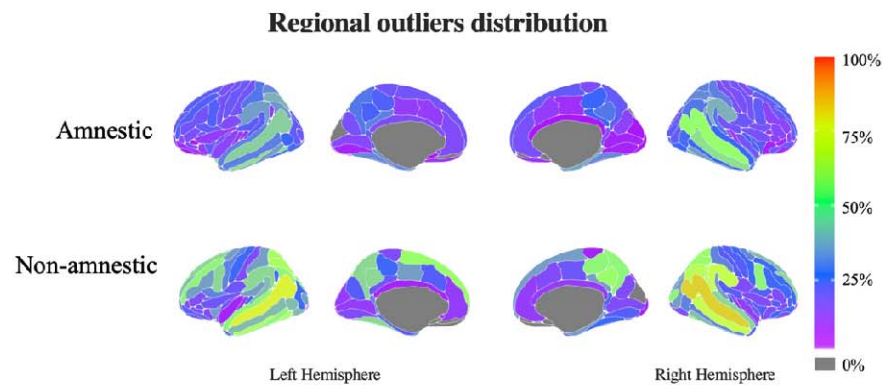 Regional outliers distribution
100%
Amnestic
75%
50%
Non-amnestic
25%
0%
Left Hemisphere
Right Hemisphere